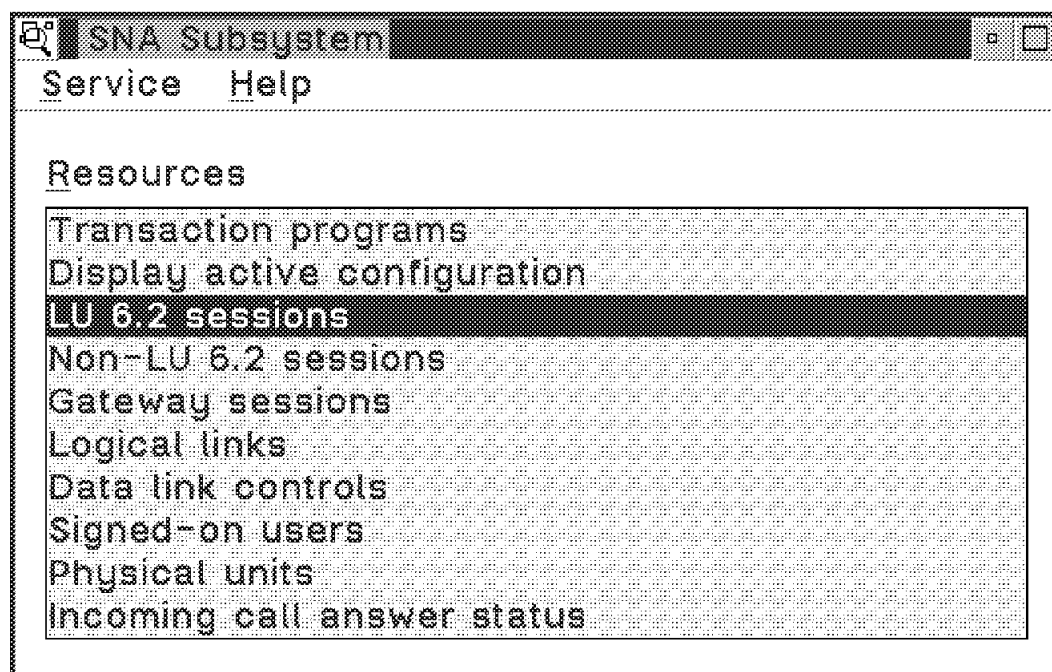 SNA Subsystem
Service Help
Resources
Transaction programs
Display active configuration
LU 6.2 sessions
Non-LU 6.2 sessions
Gateway sessions
Logical links
Data link controls
Signed-on users
Physical units
Incoming call answer status